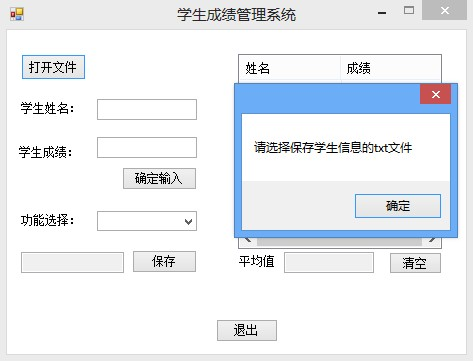 学生成绩管理系统
打开文件
姓名 成绩
学生姓名：
学生成绩：
确定输入
请选择保存学生信息的txt文件
确定
功能选择：
保存
平均值
清空
退出